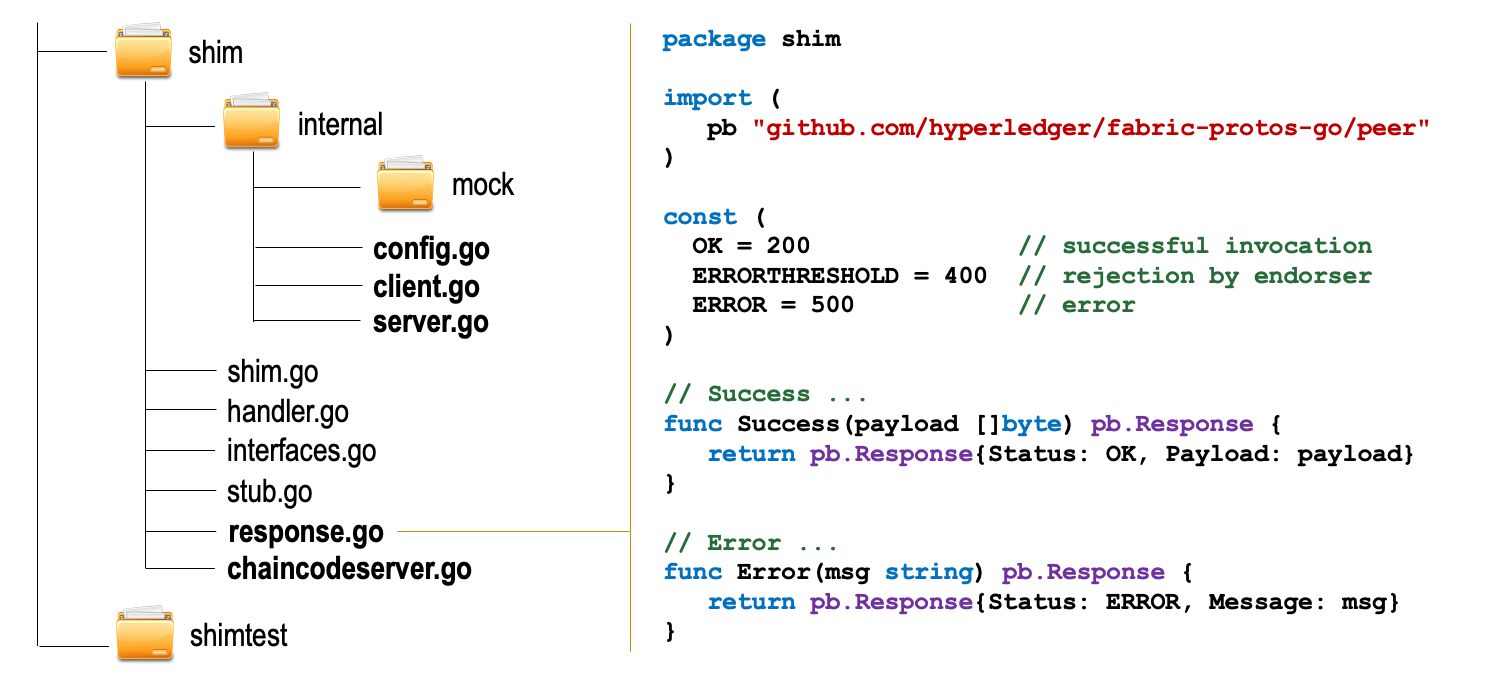 shim
internal
mock
config.go
client.go
server.go
shim.go
handler.go
interfaces.go
stub.go
response.go
chaincodeserver.go
shimtest
package shim
import (
pb "github.com/hyperledger/fabric-protos-go/peer"
)
const (
OK = 200 // successful invocation
ERRORTHRESHOLD = 400 // rejection by endorser
ERROR = 500 // error
)
// Success ...
func Success(payload []byte) pb.Response {
return pb.Response{Status: OK, Payload: payload}
}
// Error ...
func Error(msg string) pb.Response {
return pb.Response{Status: ERROR, Message: msg}
}